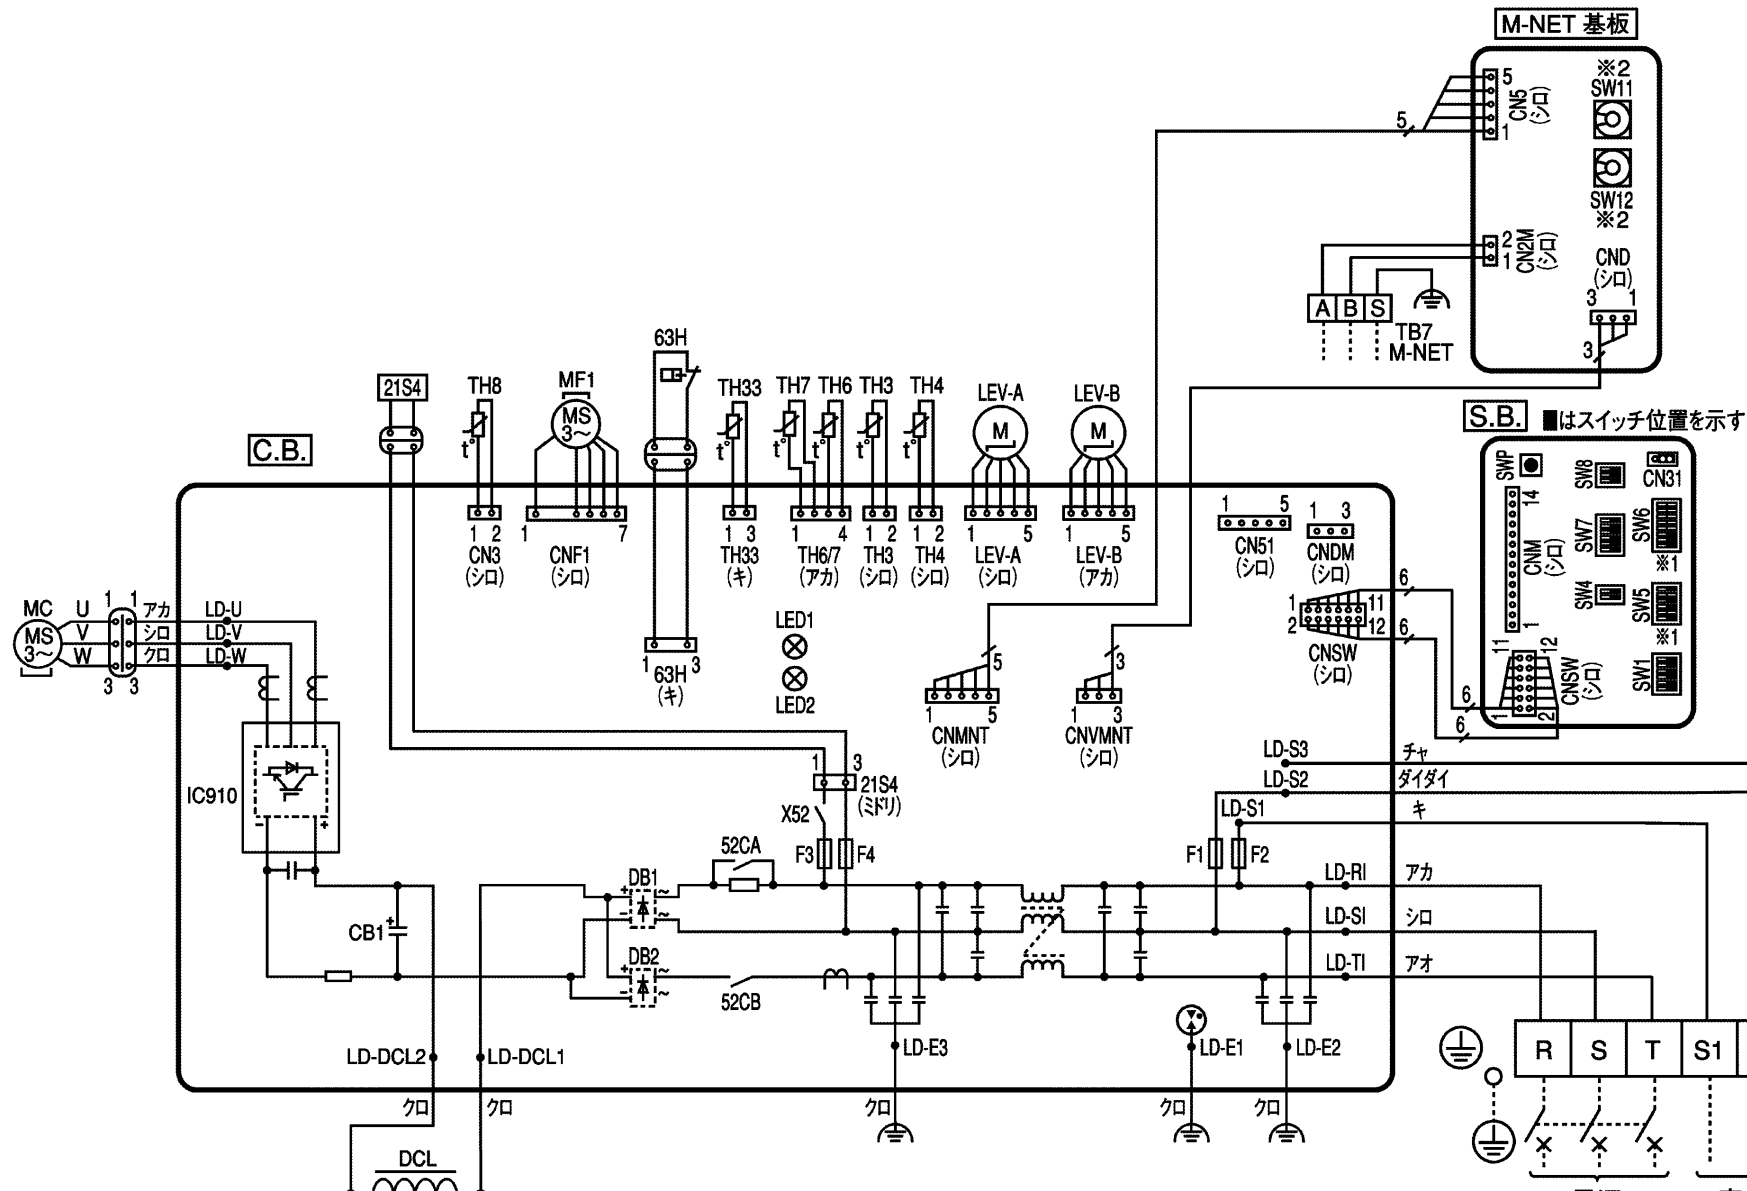 M-NET 基板
※2
SW11
5
CN5
(シロ)
1
5
SW12
※2
2
1
CN2M
(シロ)
CND
(シロ)
3 1
3
A B S
TB7
M-NET
S.B.
■はスイッチ位置を示す
SWP
SW8
CN31
14
CNM
(シロ)
1
SW7
SW6
※1
SW4
SW5
※1
SW1
11
12
CNSW
(シロ)
1
2
6
6
C.B.
21S4
TH8
t°
MF1
MS
3～
63H
TH33
t°
TH7
t°
TH6
t°
TH3
t°
TH4
t°
LEV-A
M
LEV-B
M
1 2
CN3
(シロ)
1 7
CNF1
(シロ)
1 3
TH33
(キ)
1 4
TH6/7
(アカ)
1 2
TH3
(シロ)
1 2
TH4
(シロ)
1 5
LEV-A
(シロ)
1 5
LEV-B
(アカ)
1 5
CN51
(シロ)
1 3
CNDM
(シロ)
6
1 11
2 12
6
CNSW
(シロ)
MC
MS
3～
U
V
W
1 1
3 3
アカ
シロ
クロ
LD-U
LD-V
LD-W
1 3
63H
(キ)
LED1
LED2
5
1 5
CNMNT
(シロ)
3
1 3
CNVMNT
(シロ)
IC910
－ +
1 3
21S4
(ミドリ)
X52
F3 F4
LD-S3
チャ
LD-S2
ダイダイ
LD-S1
キ
F1 F2
52CA
DB1
+ ～
－ ～
CB1
+
DB2
+ ～
－ ～
52CB
LD-RI アカ
LD-SI シロ
LD-TI アオ
LD-DCL2
LD-DCL1
LD-E3
LD-E1
LD-E2
クロ
クロ
クロ
クロ
クロ
DCL
R S T S1